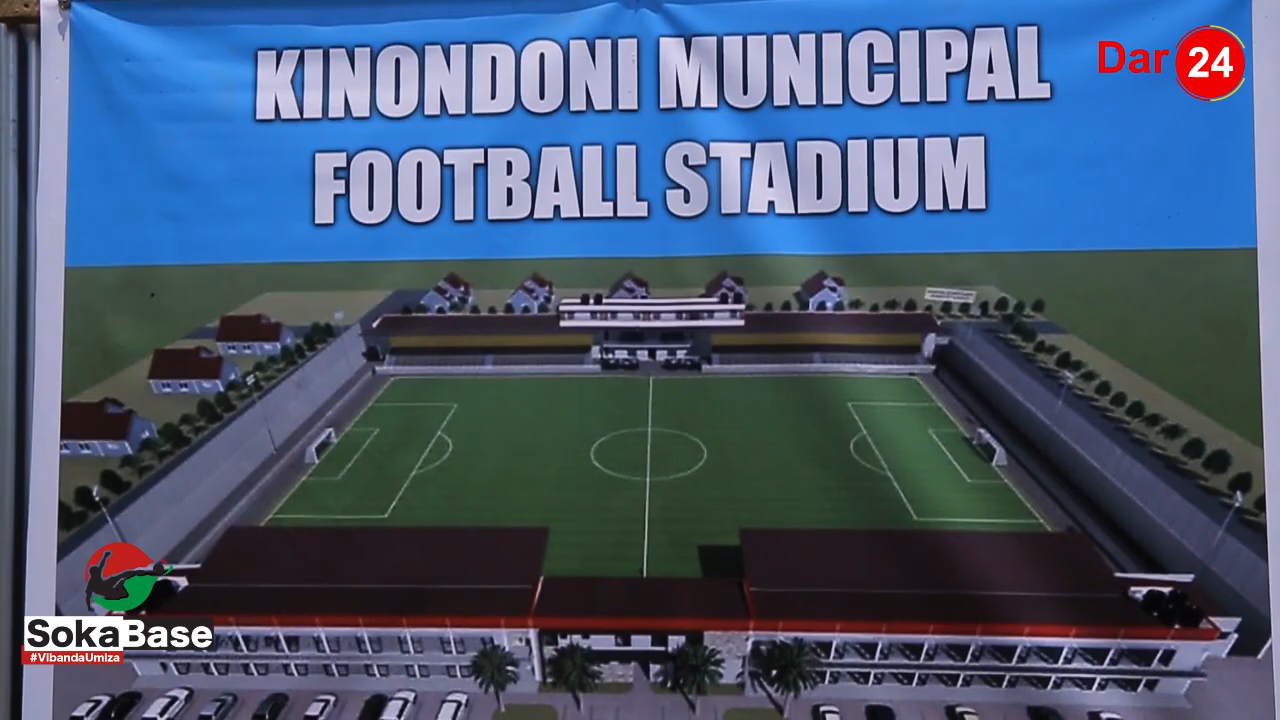 KINONDONI MUNICIPAL
FOOTBALL STADIUM
Dar 24
SokaBase
#VibandaUmiza